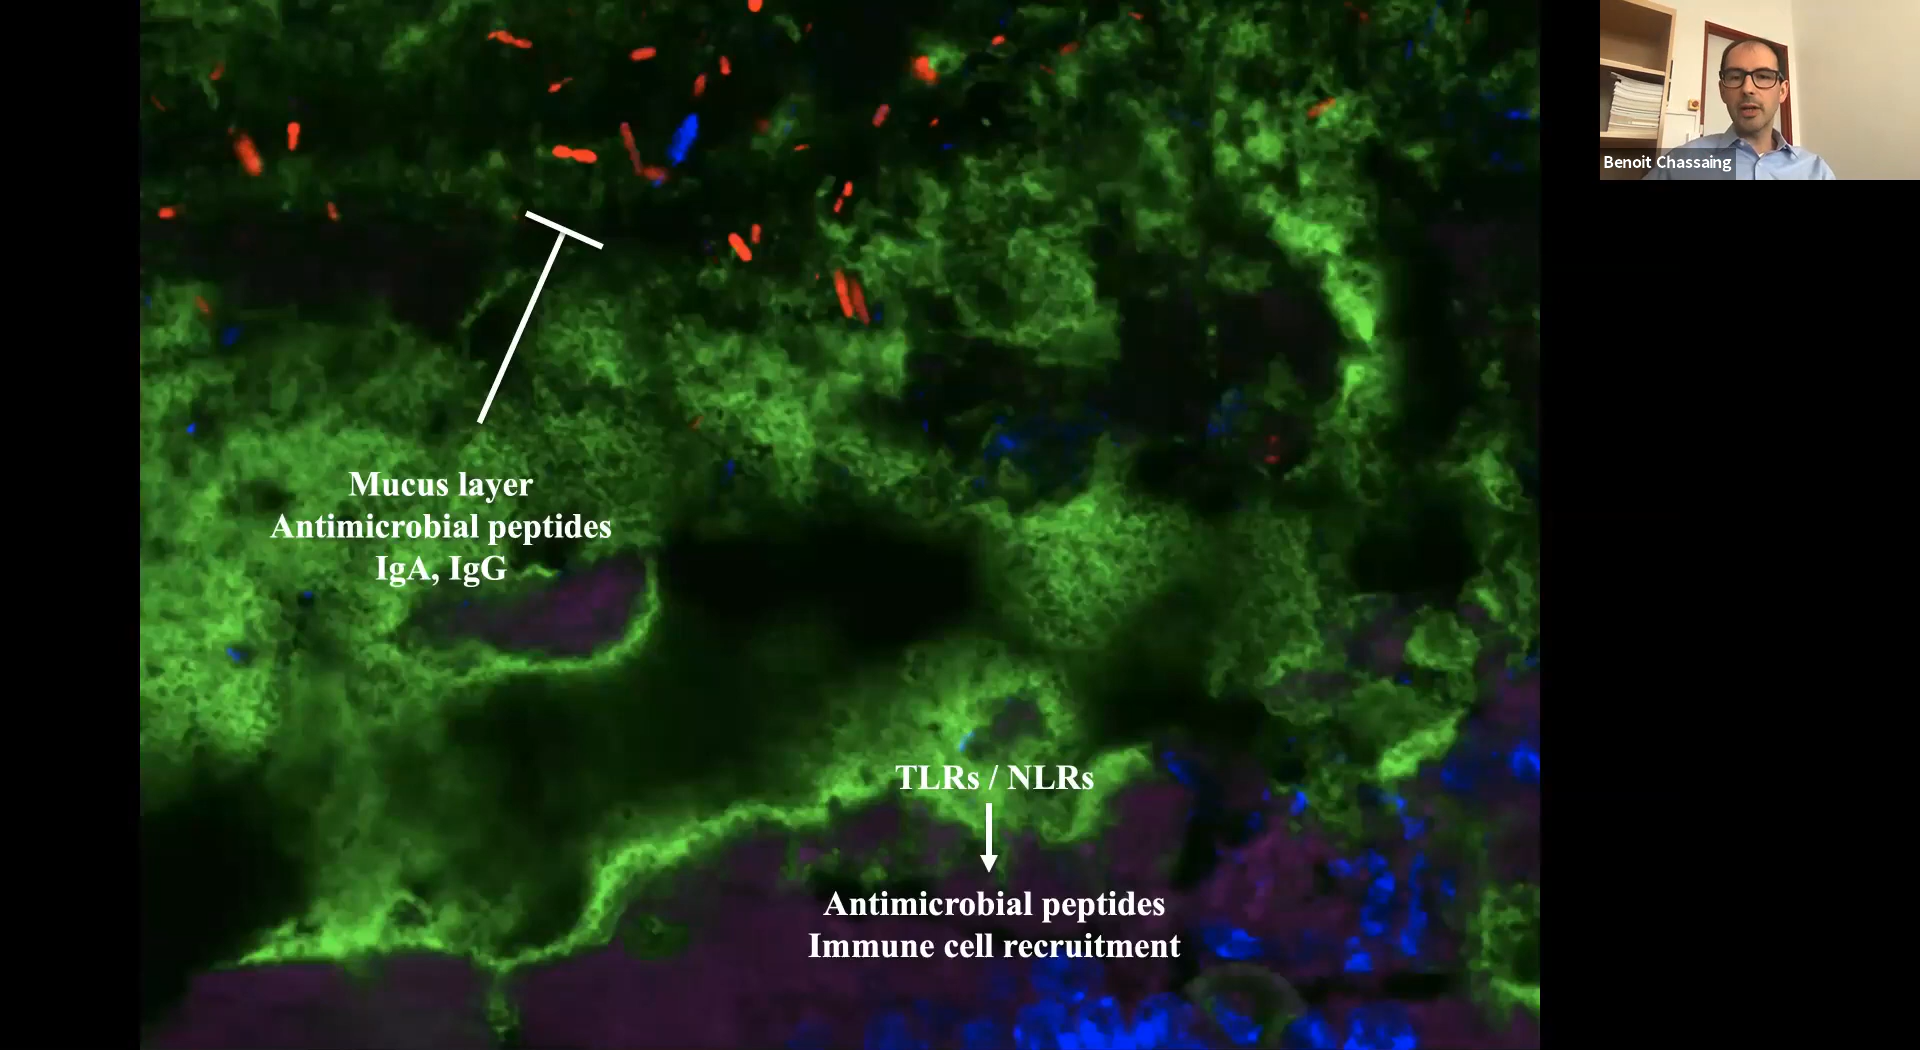 Benoit Chassaing
Mucus layer
Antimicrobial peptides
IgA, IgG
TLRs / NLRs
Antimicrobial peptides
Immune cell recruitment